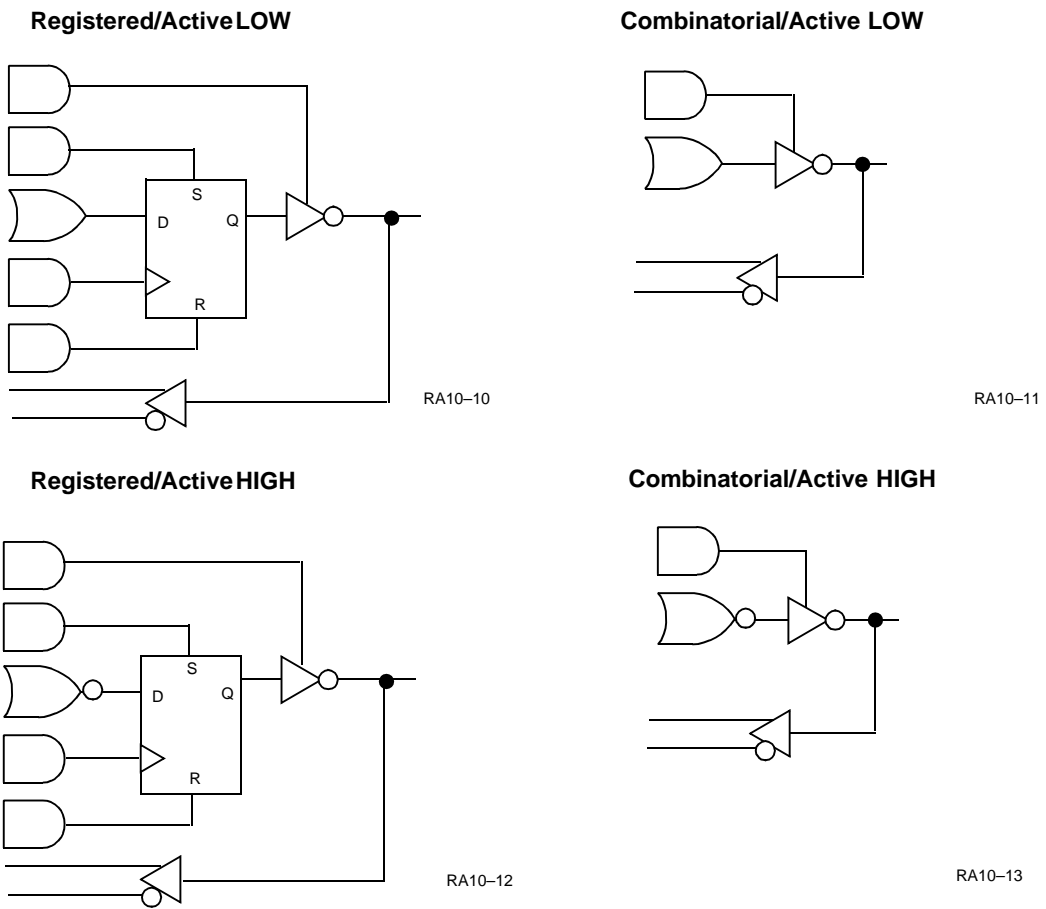 Registered/Active LOW
S
D
Q
R
RA10–10
Combinatorial/Active LOW
RA10–11
Registered/Active HIGH
S
D
Q
R
RA10–12
Combinatorial/Active HIGH
RA10–13